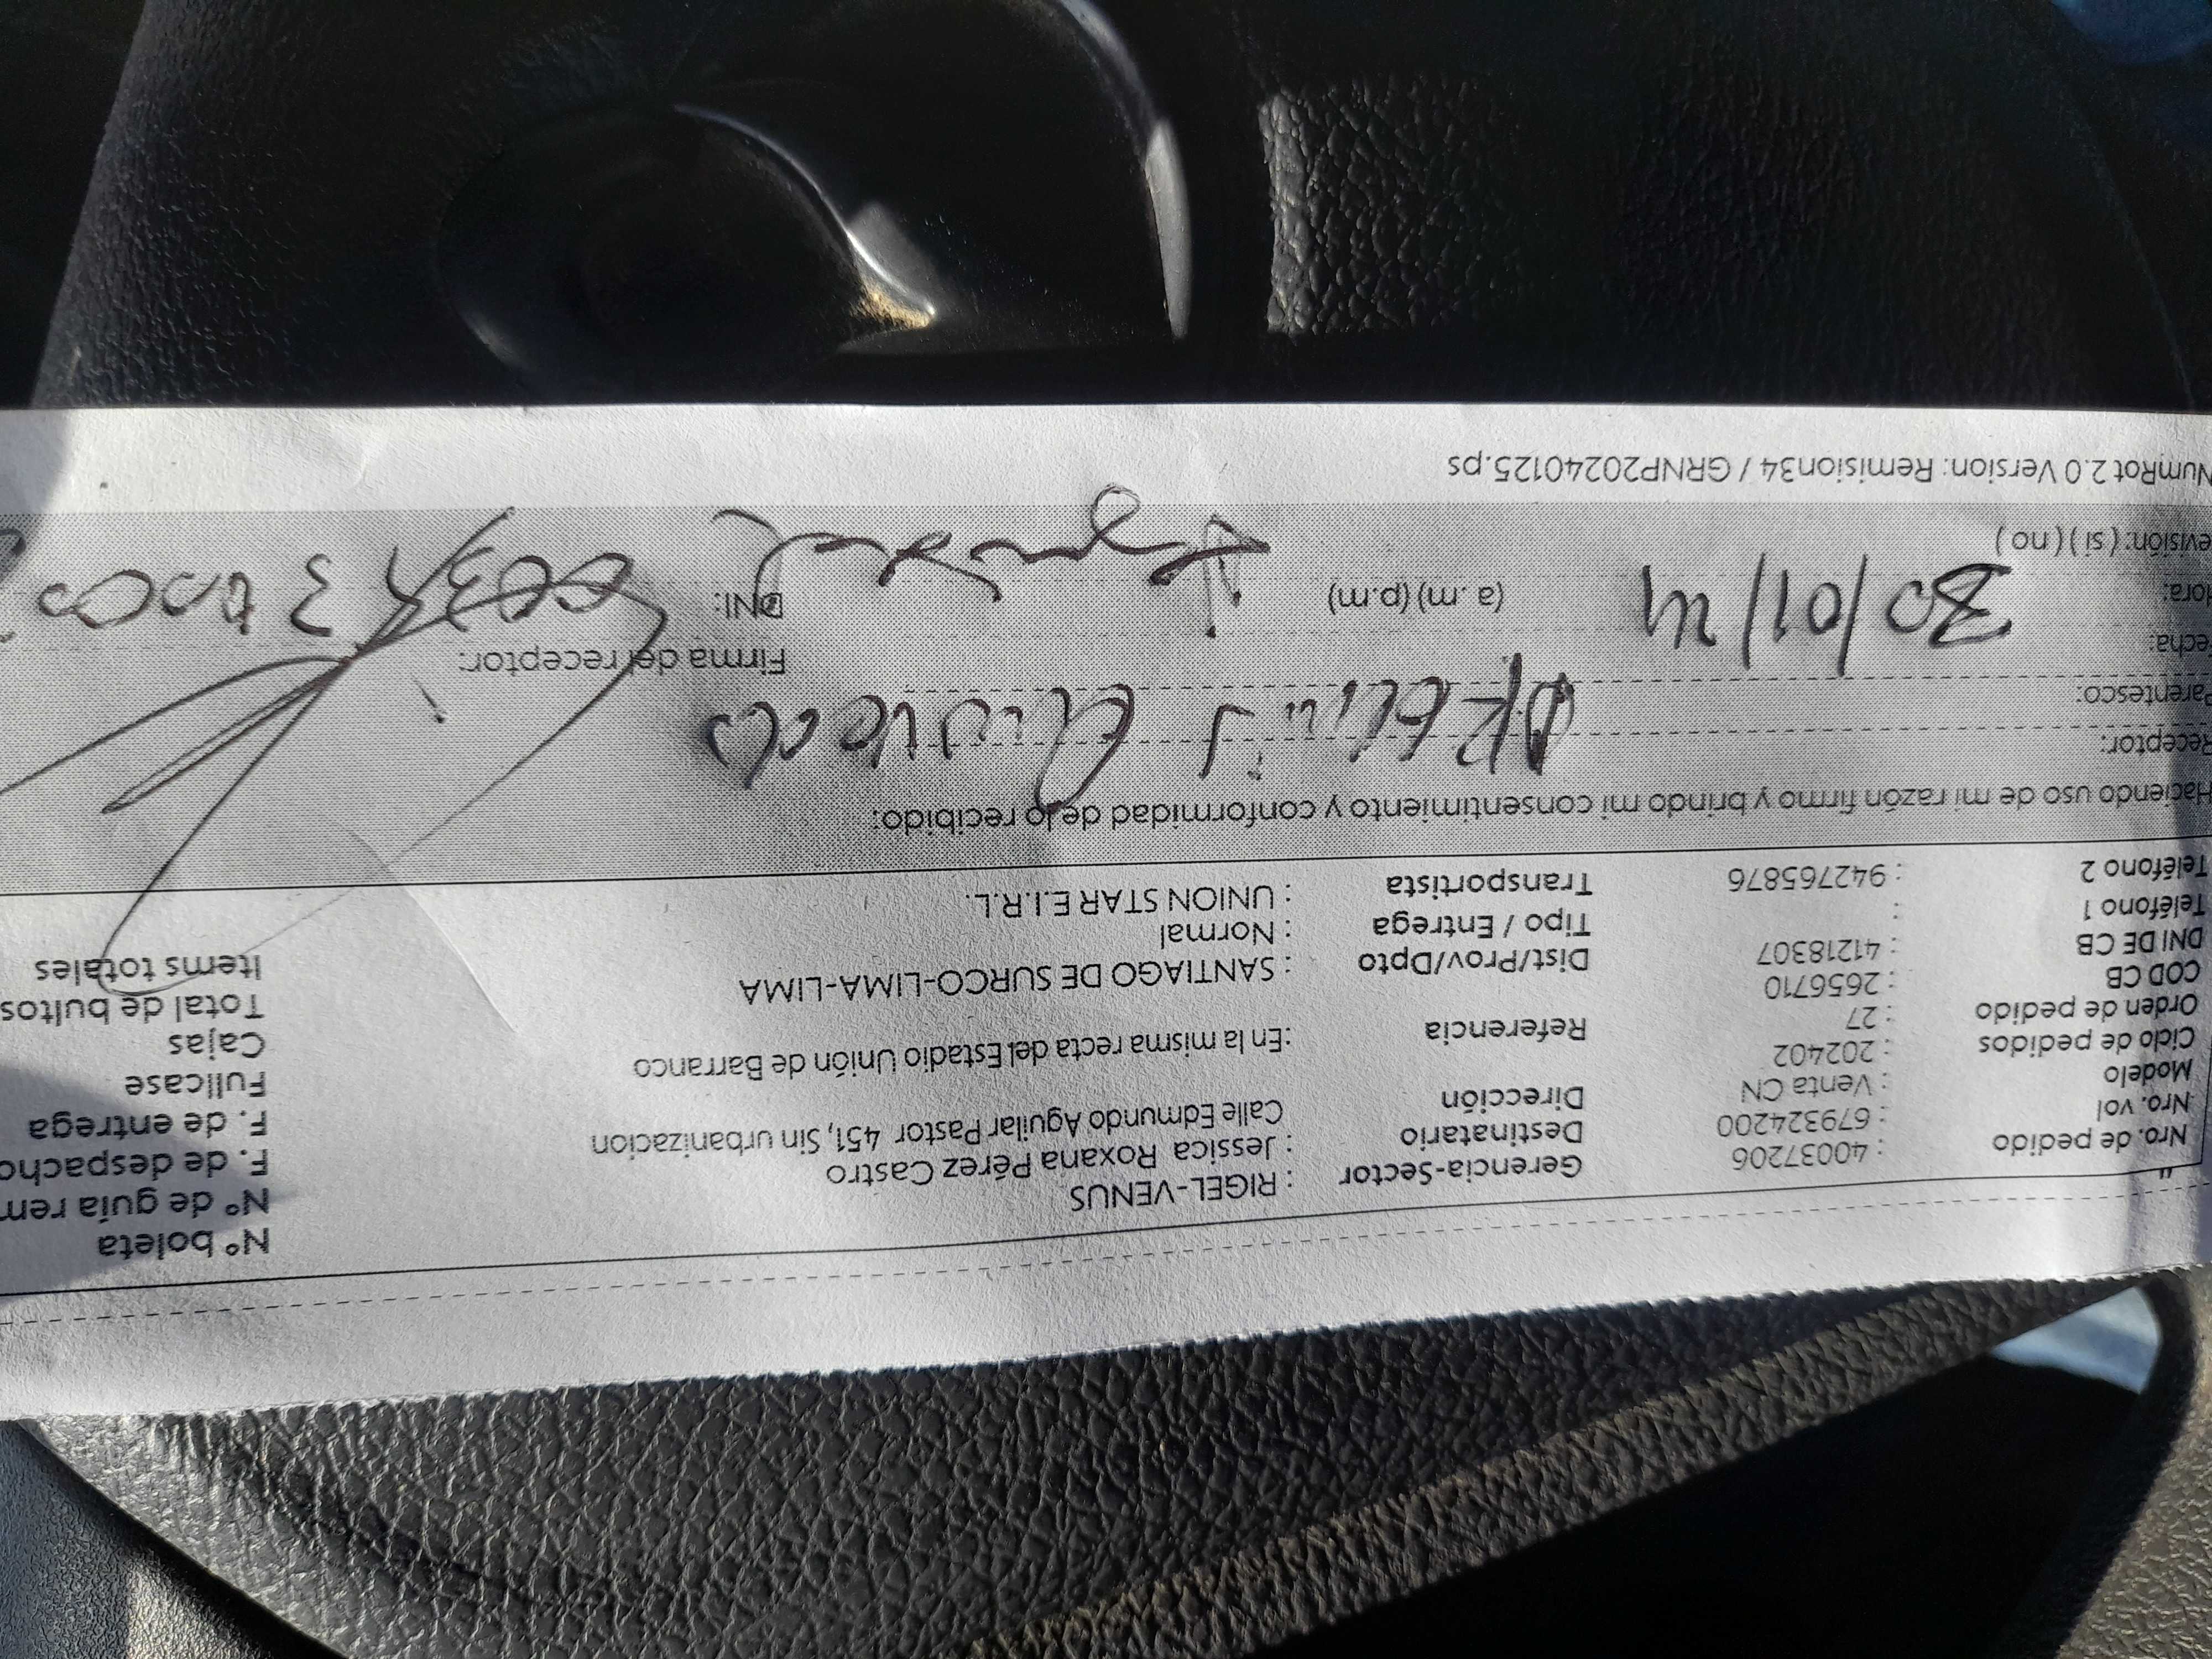 Nº boleta
Nº de guía rem
F. de despacho
F. de entrega
Fullcase
Cajas
Total de bultos
Items totales
Nro. de pedido : 40037206 Gerencia-Sector : RIGEL-VENUS
Nro. vol : 679324200 Destinatario : Jessica Roxana Pérez Castro
Modelo : Venta CN Dirección Calle Edmundo Aguilar Pastor 451, Sin urbanizacion
Ciclo de pedidos : 202402
Orden de pedido : 27 Referencia :En la misma recta del Estadio Unión de Barranco
COD CB : 2656710
DNI DE CB : 41218307 Dist/Prov/Dpto : SANTIAGO DE SURCO-LIMA-LIMA
Teléfono 1 : Tipo / Entrega : Normal
Teléfono 2 : 942765876 Transportista : UNION STAR E.I.R.L.
Haciendo uso de mi razón firmo y brindo mi consentimiento y conformidad de lo recibido:
Receptor:
Parentesco:
Fecha: 30/01/24 Firma del receptor:
Hora: (a.m) (p.m) DNI:
evisión: ( si ) ( no )
NumRot 2.0 Version: Remision34 / GRNP20240125.ps